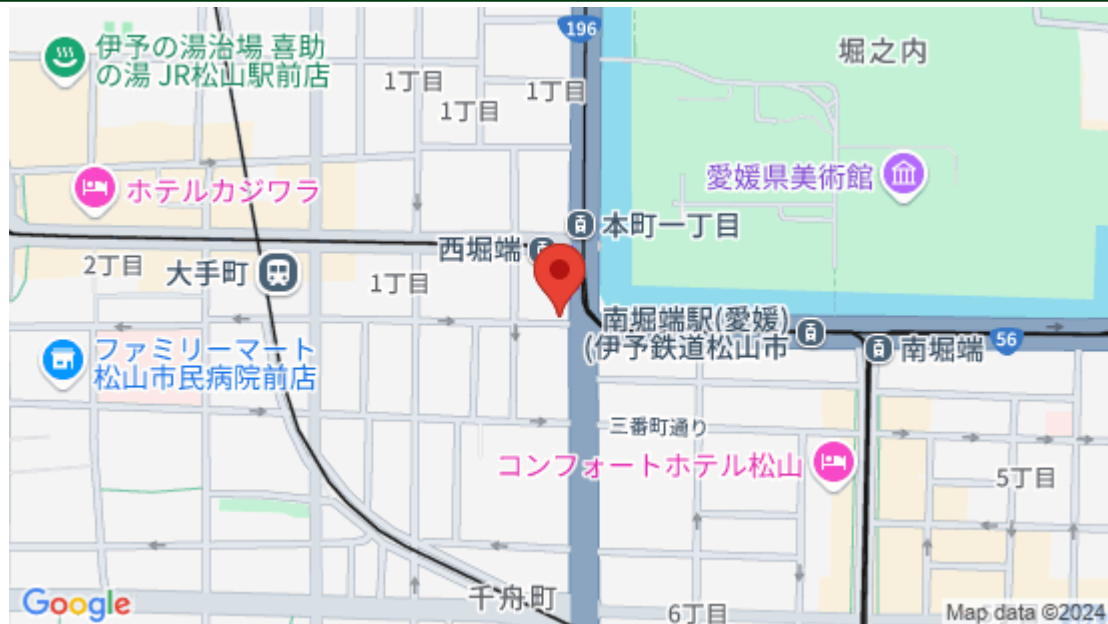 196
伊予の湯治場 喜助
の湯 JR松山駅前店
堀之内
1丁目
1丁目
1丁目
ホテルカジワラ
愛媛県美術館
本町一丁目
西堀端
2丁目
大手町
1丁目
南堀端駅(愛媛)
(伊予鉄道松山市
南堀端
56
ファミリーマート
松山市民病院前店
三番町通り
コンフォートホテル松山
5丁目
千舟町
6丁目
Google
Map data ©2024